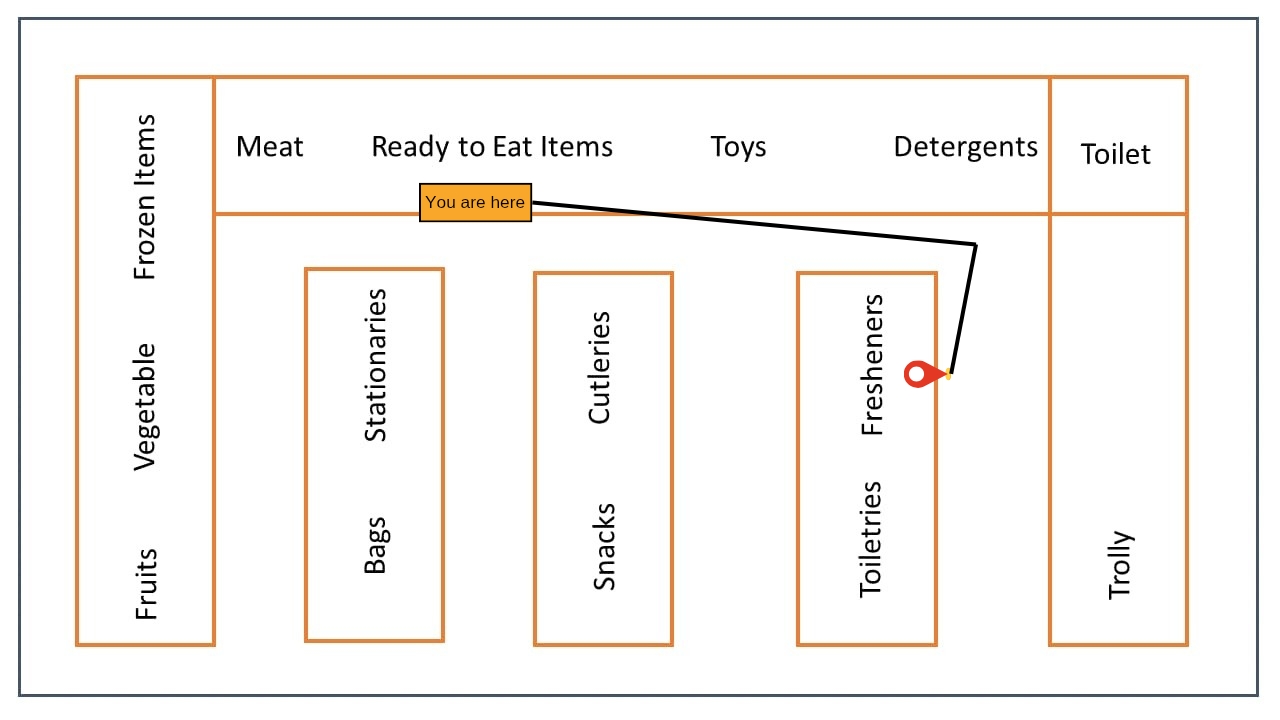 Meat
Ready to Eat Items
Toys
Detergents
Toilet
You are here
Frozen Items
Vegetable
Fruits
Stationaries
Bags
Cutleries
Snacks
Fresheners
Toiletries
Trolly